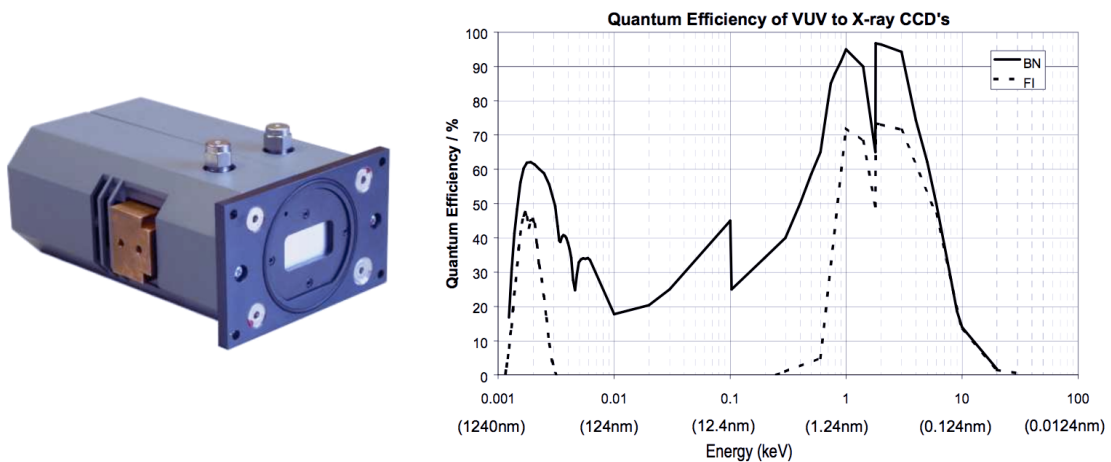 Quantum Efficiency of VUV to X-ray CCD's
100
90
80
70
60
50
40
30
20
10
0
Quantum Efficiency / %
BN
FI
0.001 0.01 0.1 1 10 100
(1240nm) (124nm) (12.4nm) (1.24nm) (0.124nm) (0.0124nm)
Energy (keV)